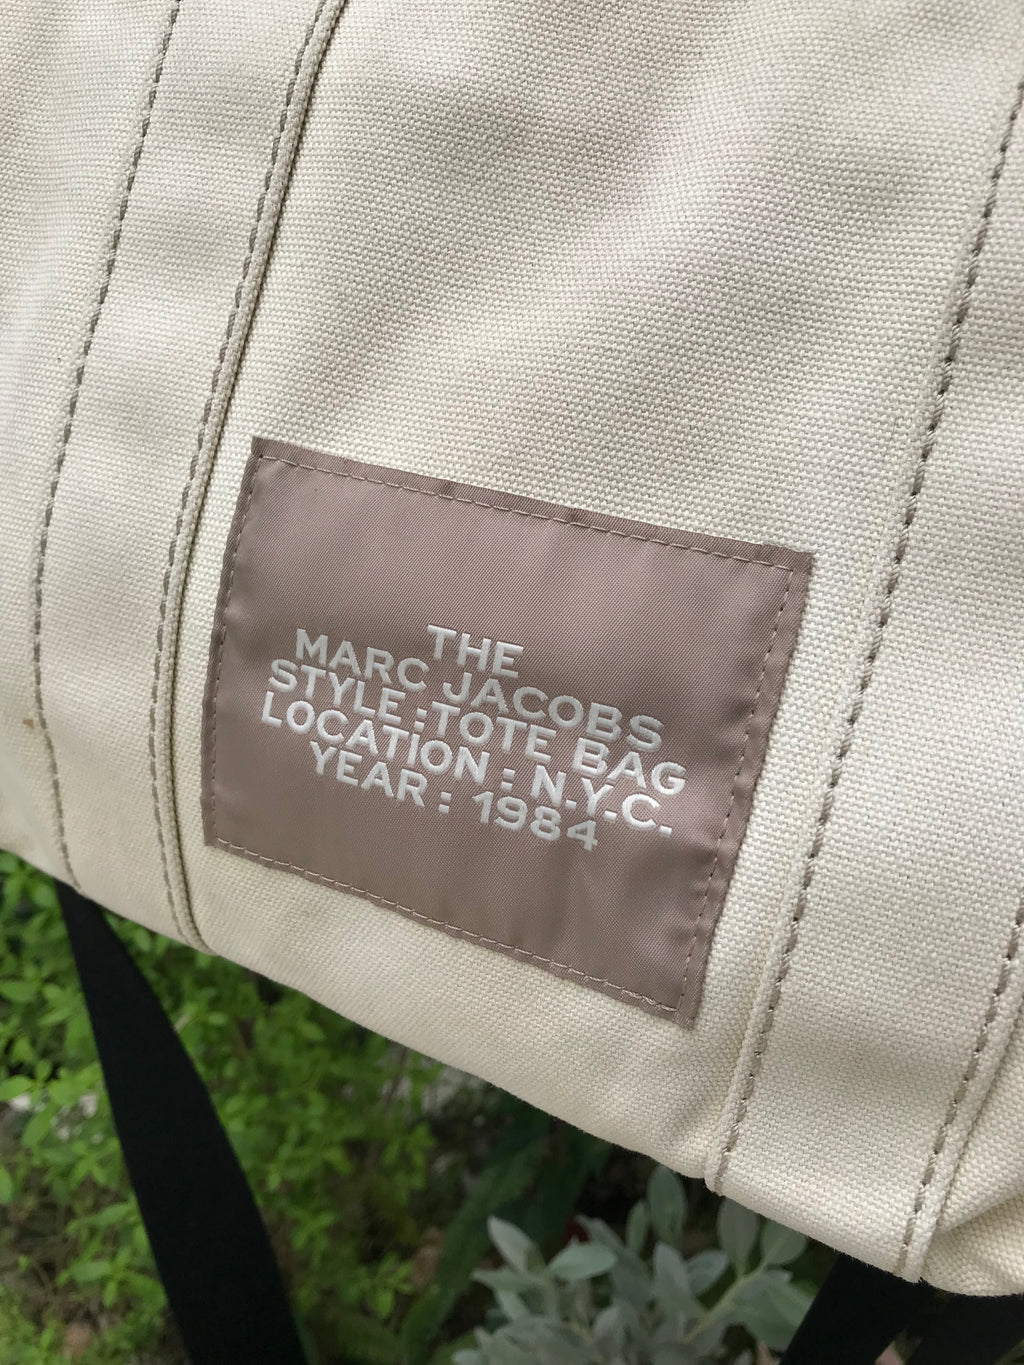 THE
MARC JACOBS
STYLE : TOTE BAG
LOCATION : N.Y.C.
YEAR : 1984